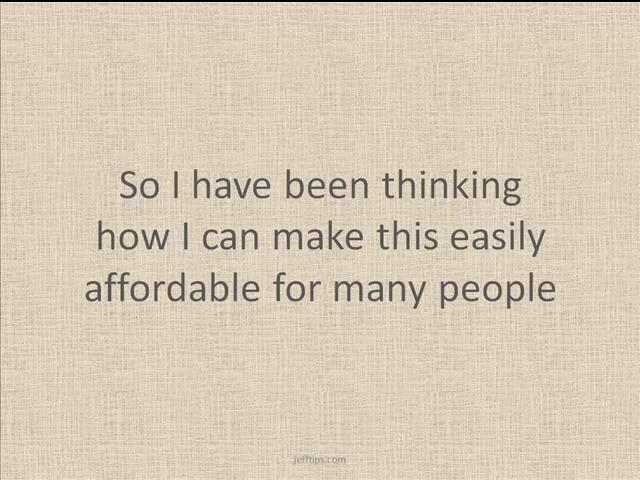 So I have been thinking
how I can make this easily
affordable for many people
jefftips.com